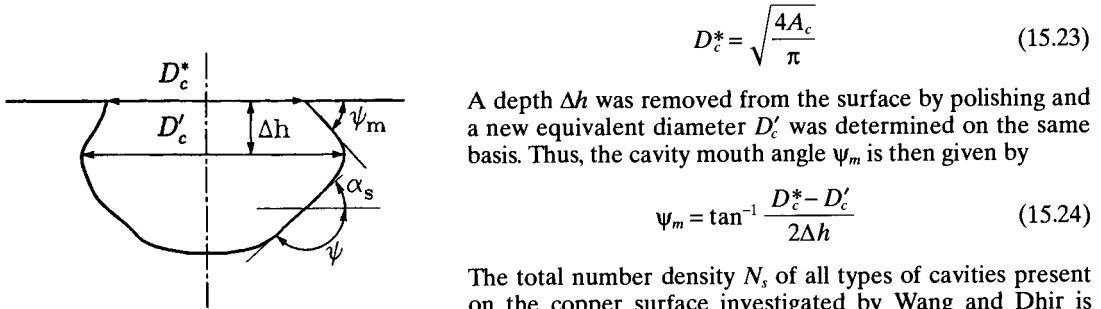 D*c
D′c
Δh
ψm
αs
ψ
D*c = √(4Ac/π) (15.23)
A depth Δh was removed from the surface by polishing and
a new equivalent diameter D′c was determined on the same
basis. Thus, the cavity mouth angle ψm is then given by
ψm = tan⁻¹ (D*c − D′c)/(2Δh) (15.24)
The total number density Ns of all types of cavities present
on the copper surface investigated by Wang and Dhir is